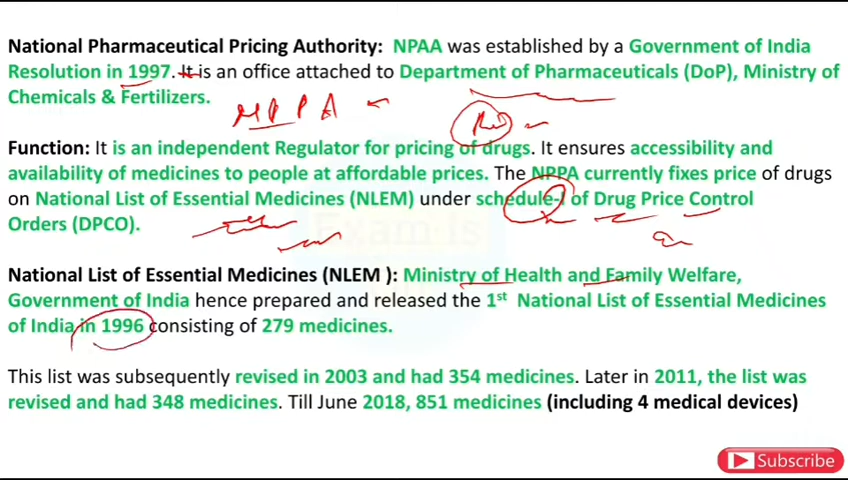 National Pharmaceutical Pricing Authority: NPAA was established by a Government of India
Resolution in 1997. It is an office attached to Department of Pharmaceuticals (DoP), Ministry of
Chemicals & Fertilizers.
NPPA
Function: It is an independent Regulator for pricing of drugs. It ensures accessibility and
availability of medicines to people at affordable prices. The NPPA currently fixes price of drugs
on National List of Essential Medicines (NLEM) under schedule-I of Drug Price Control
Orders (DPCO).
National List of Essential Medicines (NLEM ): Ministry of Health and Family Welfare,
Government of India hence prepared and released the 1st National List of Essential Medicines
of India in 1996 consisting of 279 medicines.
This list was subsequently revised in 2003 and had 354 medicines. Later in 2011, the list was
revised and had 348 medicines. Till June 2018, 851 medicines (including 4 medical devices)
Subscribe